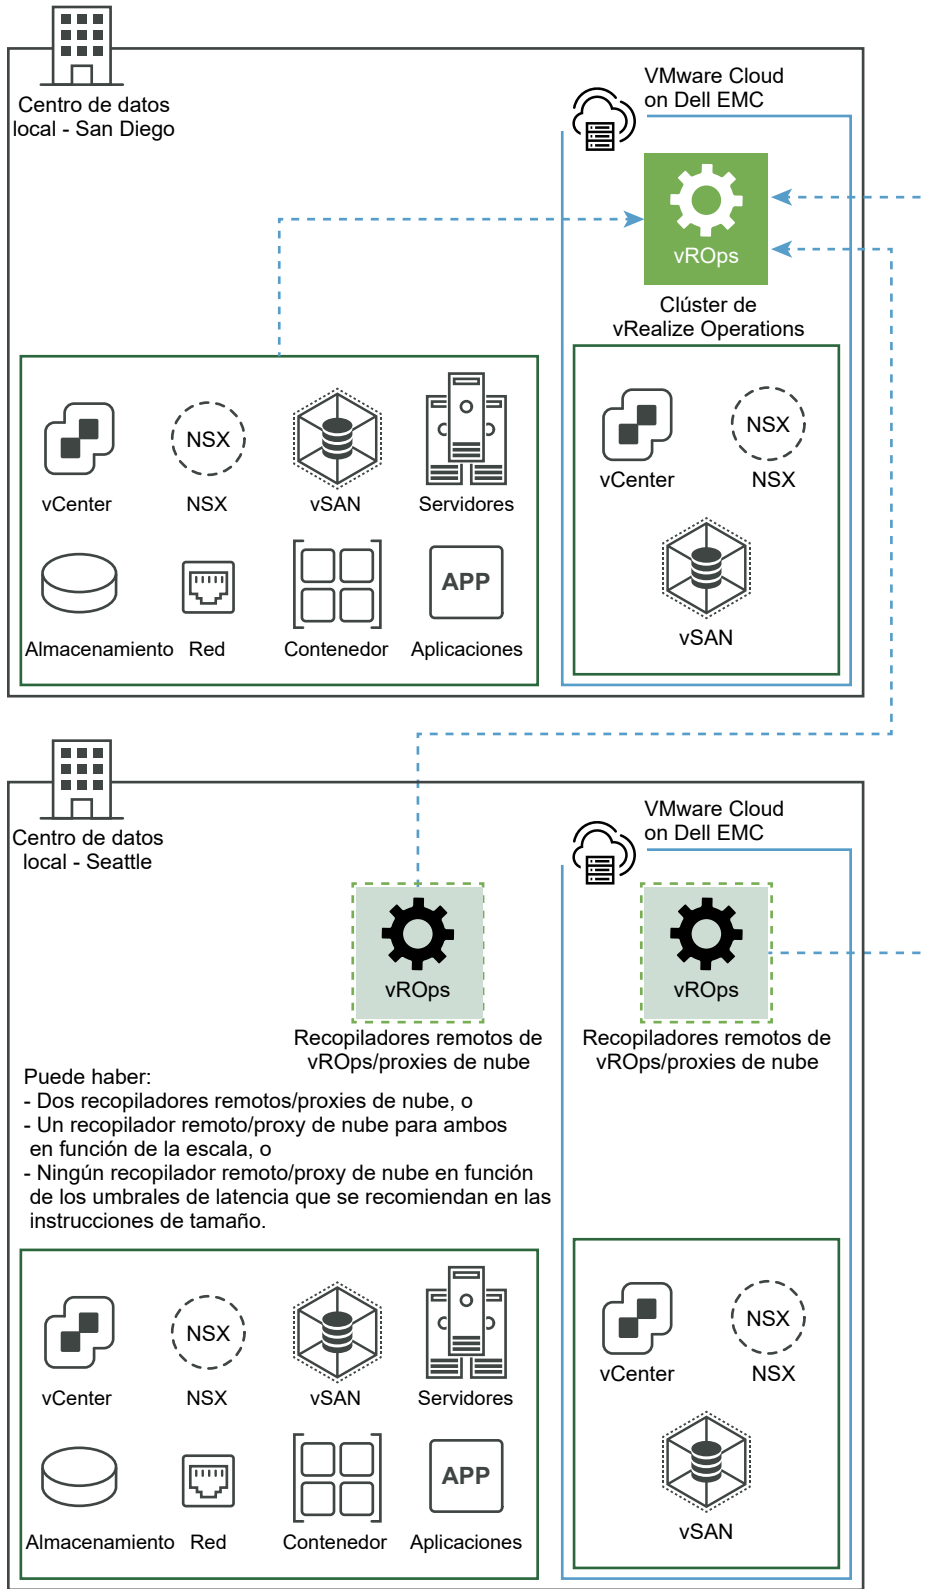 Centro de datos
local - San Diego
VMware Cloud
on Dell EMC
vROps
Clúster de
vRealize Operations
vCenter
NSX
NSX
vSAN
Servidores
Almacenamiento
Red
Contenedor
APP
Aplicaciones
vCenter
NSX
NSX
vSAN
Centro de datos
local - Seattle
VMware Cloud
on Dell EMC
vROps
Recopiladores remotos de
vROps/proxies de nube
vROps
Recopiladores remotos de
vROps/proxies de nube
Puede haber:
- Dos recopiladores remotos/proxies de nube, o
- Un recopilador remoto/proxy de nube para ambos
en función de la escala, o
- Ningún recopilador remoto/proxy de nube en función
de los umbrales de latencia que se recomiendan en las
instrucciones de tamaño.
vCenter
NSX
NSX
vSAN
Servidores
Almacenamiento
Red
Contenedor
APP
Aplicaciones
vCenter
NSX
NSX
vSAN